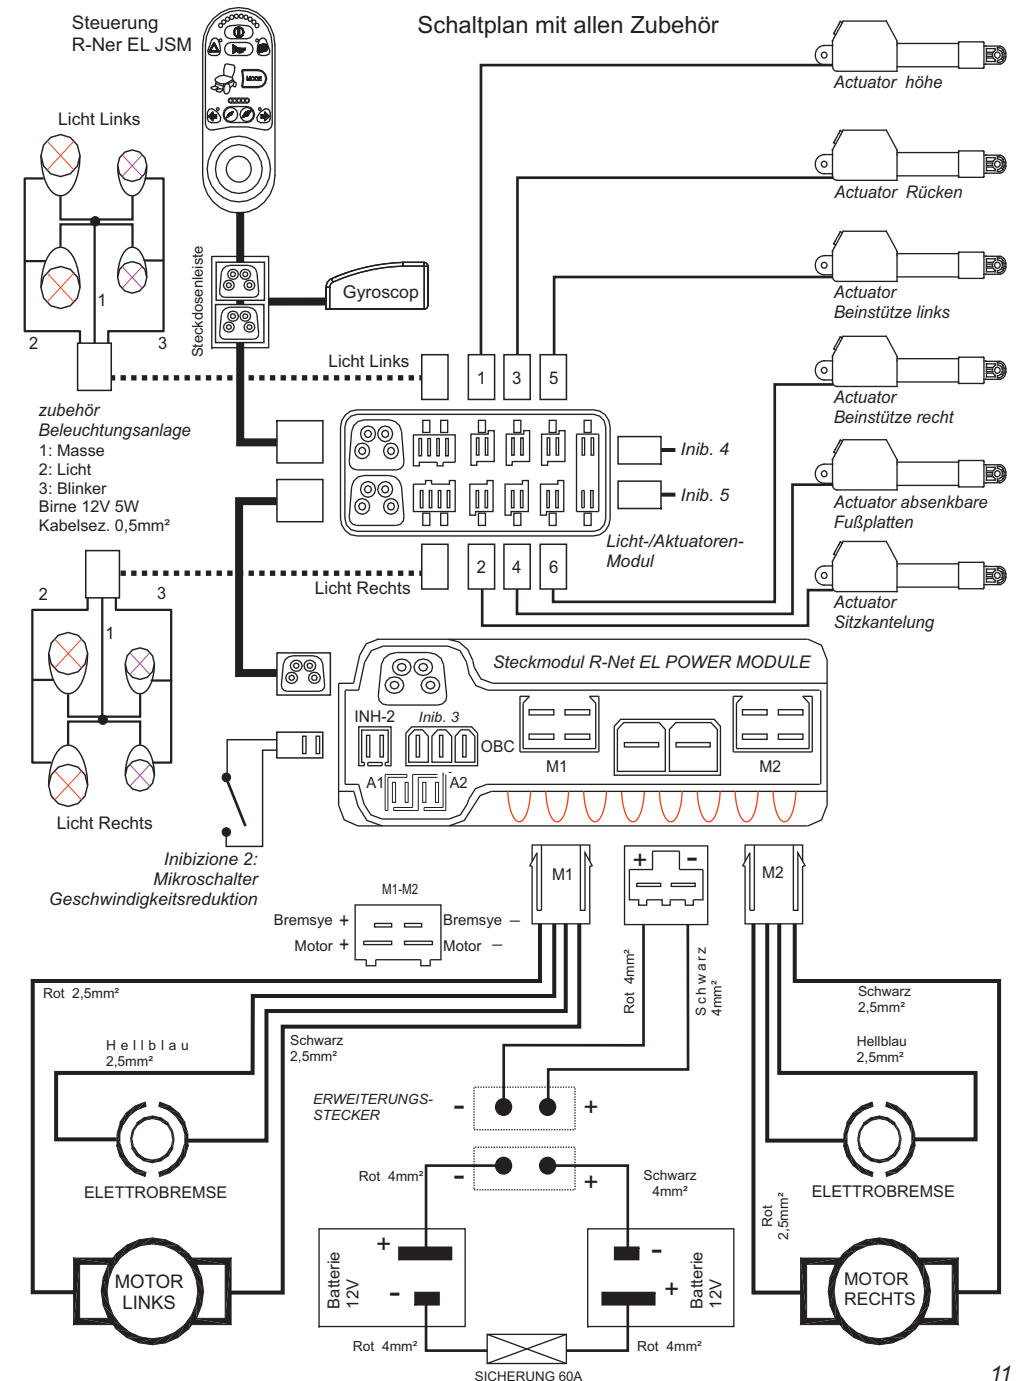 Steuerung
R-Ner EL JSM
Schaltplan mit allen Zubehör
MODE
Licht Links
1
2
3
Steckdosenleiste
Gyroscop
Actuator höhe
Actuator Rücken
Actuator
Beinstütze links
Actuator
Beinstütze recht
Actuator absenkbare
Fußplatten
Actuator
Sitzkantelung
zubehör
Beleuchtungsanlage
1: Masse
2: Licht
3: Blinker
Birne 12V 5W
Kabelsez. 0,5mm²
Licht Links
1
3
5
Inib. 4
Inib. 5
Licht-/Aktuatoren-
Modul
Licht Rechts
2
4
6
2
3
1
Licht Rechts
Steckmodul R-Net EL POWER MODULE
INH-2
Inib. 3
OBC
A1
A2
M1
M2
Inibizione 2:
Mikroschalter
Geschwindigkeitsreduktion
M1-M2
Bremsye +
Bremsye –
Motor +
Motor –
M1
+ -
M2
Rot 2,5mm²
Hellblau
2,5mm²
Schwarz
2,5mm²
Rot 4mm²
Schwarz
4mm²
Schwarz
2,5mm²
Hellblau
2,5mm²
Rot
2,5mm²
ERWEITERUNGS-
STECKER
- +
- +
ELETTROBREMSE
ELETTROBREMSE
Rot 4mm²
Schwarz
4mm²
MOTOR
LINKS
Batterie
12V
+
-
Batterie
12V
-
+
MOTOR
RECHTS
Rot 4mm²
Rot 4mm²
SICHERUNG 60A
11